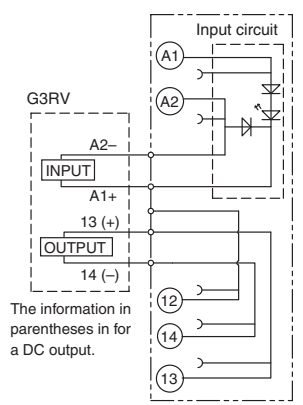 Input circuit
A1
G3RV
A2
A2–
INPUT
A1+
13 (+)
OUTPUT
14 (–)
The information in
parentheses in for
a DC output.
12
14
13